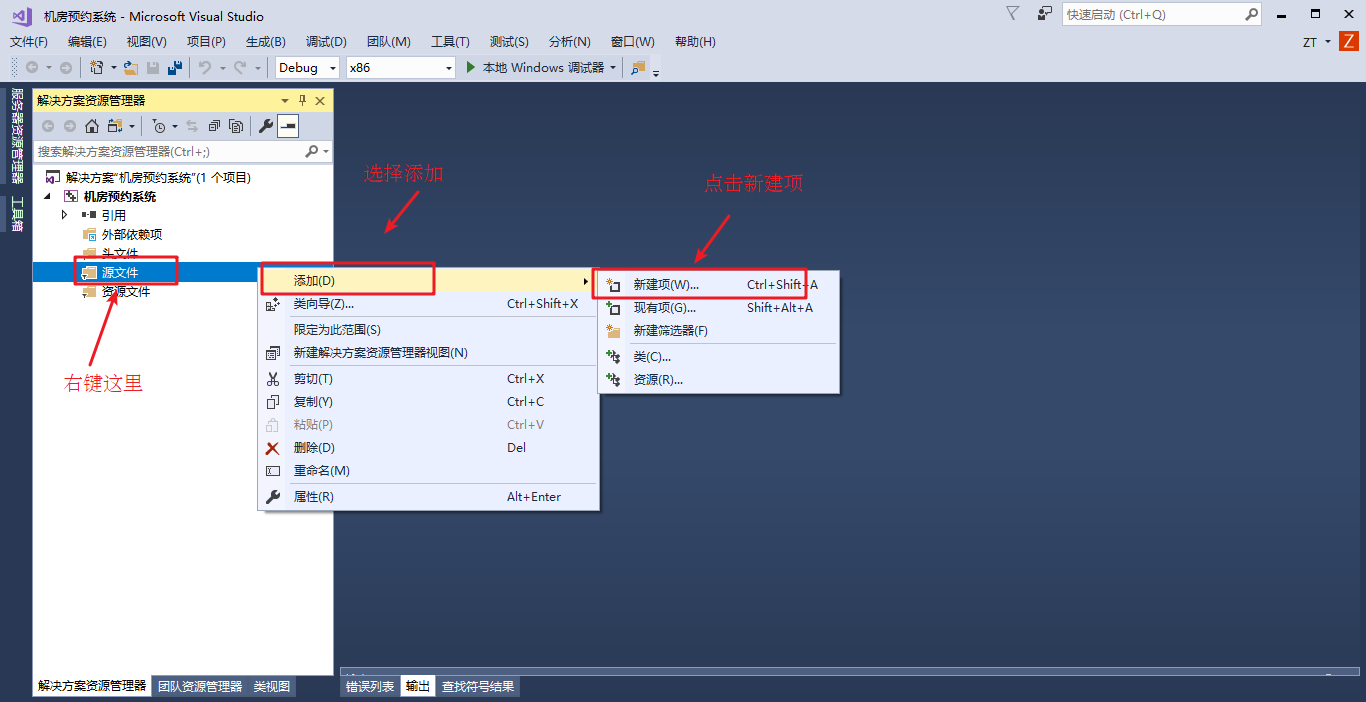 机房预约系统 - Microsoft Visual Studio
快速启动 (Ctrl+Q)
文件(F) 编辑(E) 视图(V) 项目(P) 生成(B) 调试(D) 团队(M) 工具(T) 测试(S) 分析(N) 窗口(W) 帮助(H)
ZT
Z
Debug x86 本地 Windows 调试器
服务器资源管理器
工具箱
解决方案资源管理器
搜索解决方案资源管理器(Ctrl+;)
解决方案"机房预约系统"(1 个项目)
机房预约系统
引用
外部依赖项
头文件
源文件
资源文件
右键这里
选择添加
点击新建项
添加(D)
类向导(Z)... Ctrl+Shift+X
限定为此范围(S)
新建解决方案资源管理器视图(N)
剪切(T) Ctrl+X
复制(Y) Ctrl+C
粘贴(P) Ctrl+V
删除(D) Del
重命名(M)
属性(R) Alt+Enter
新建项(W)... Ctrl+Shift+A
现有项(G)... Shift+Alt+A
新建筛选器(F)
类(C)...
资源(R)...
解决方案资源管理器 团队资源管理器 类视图
错误列表 输出 查找符号结果